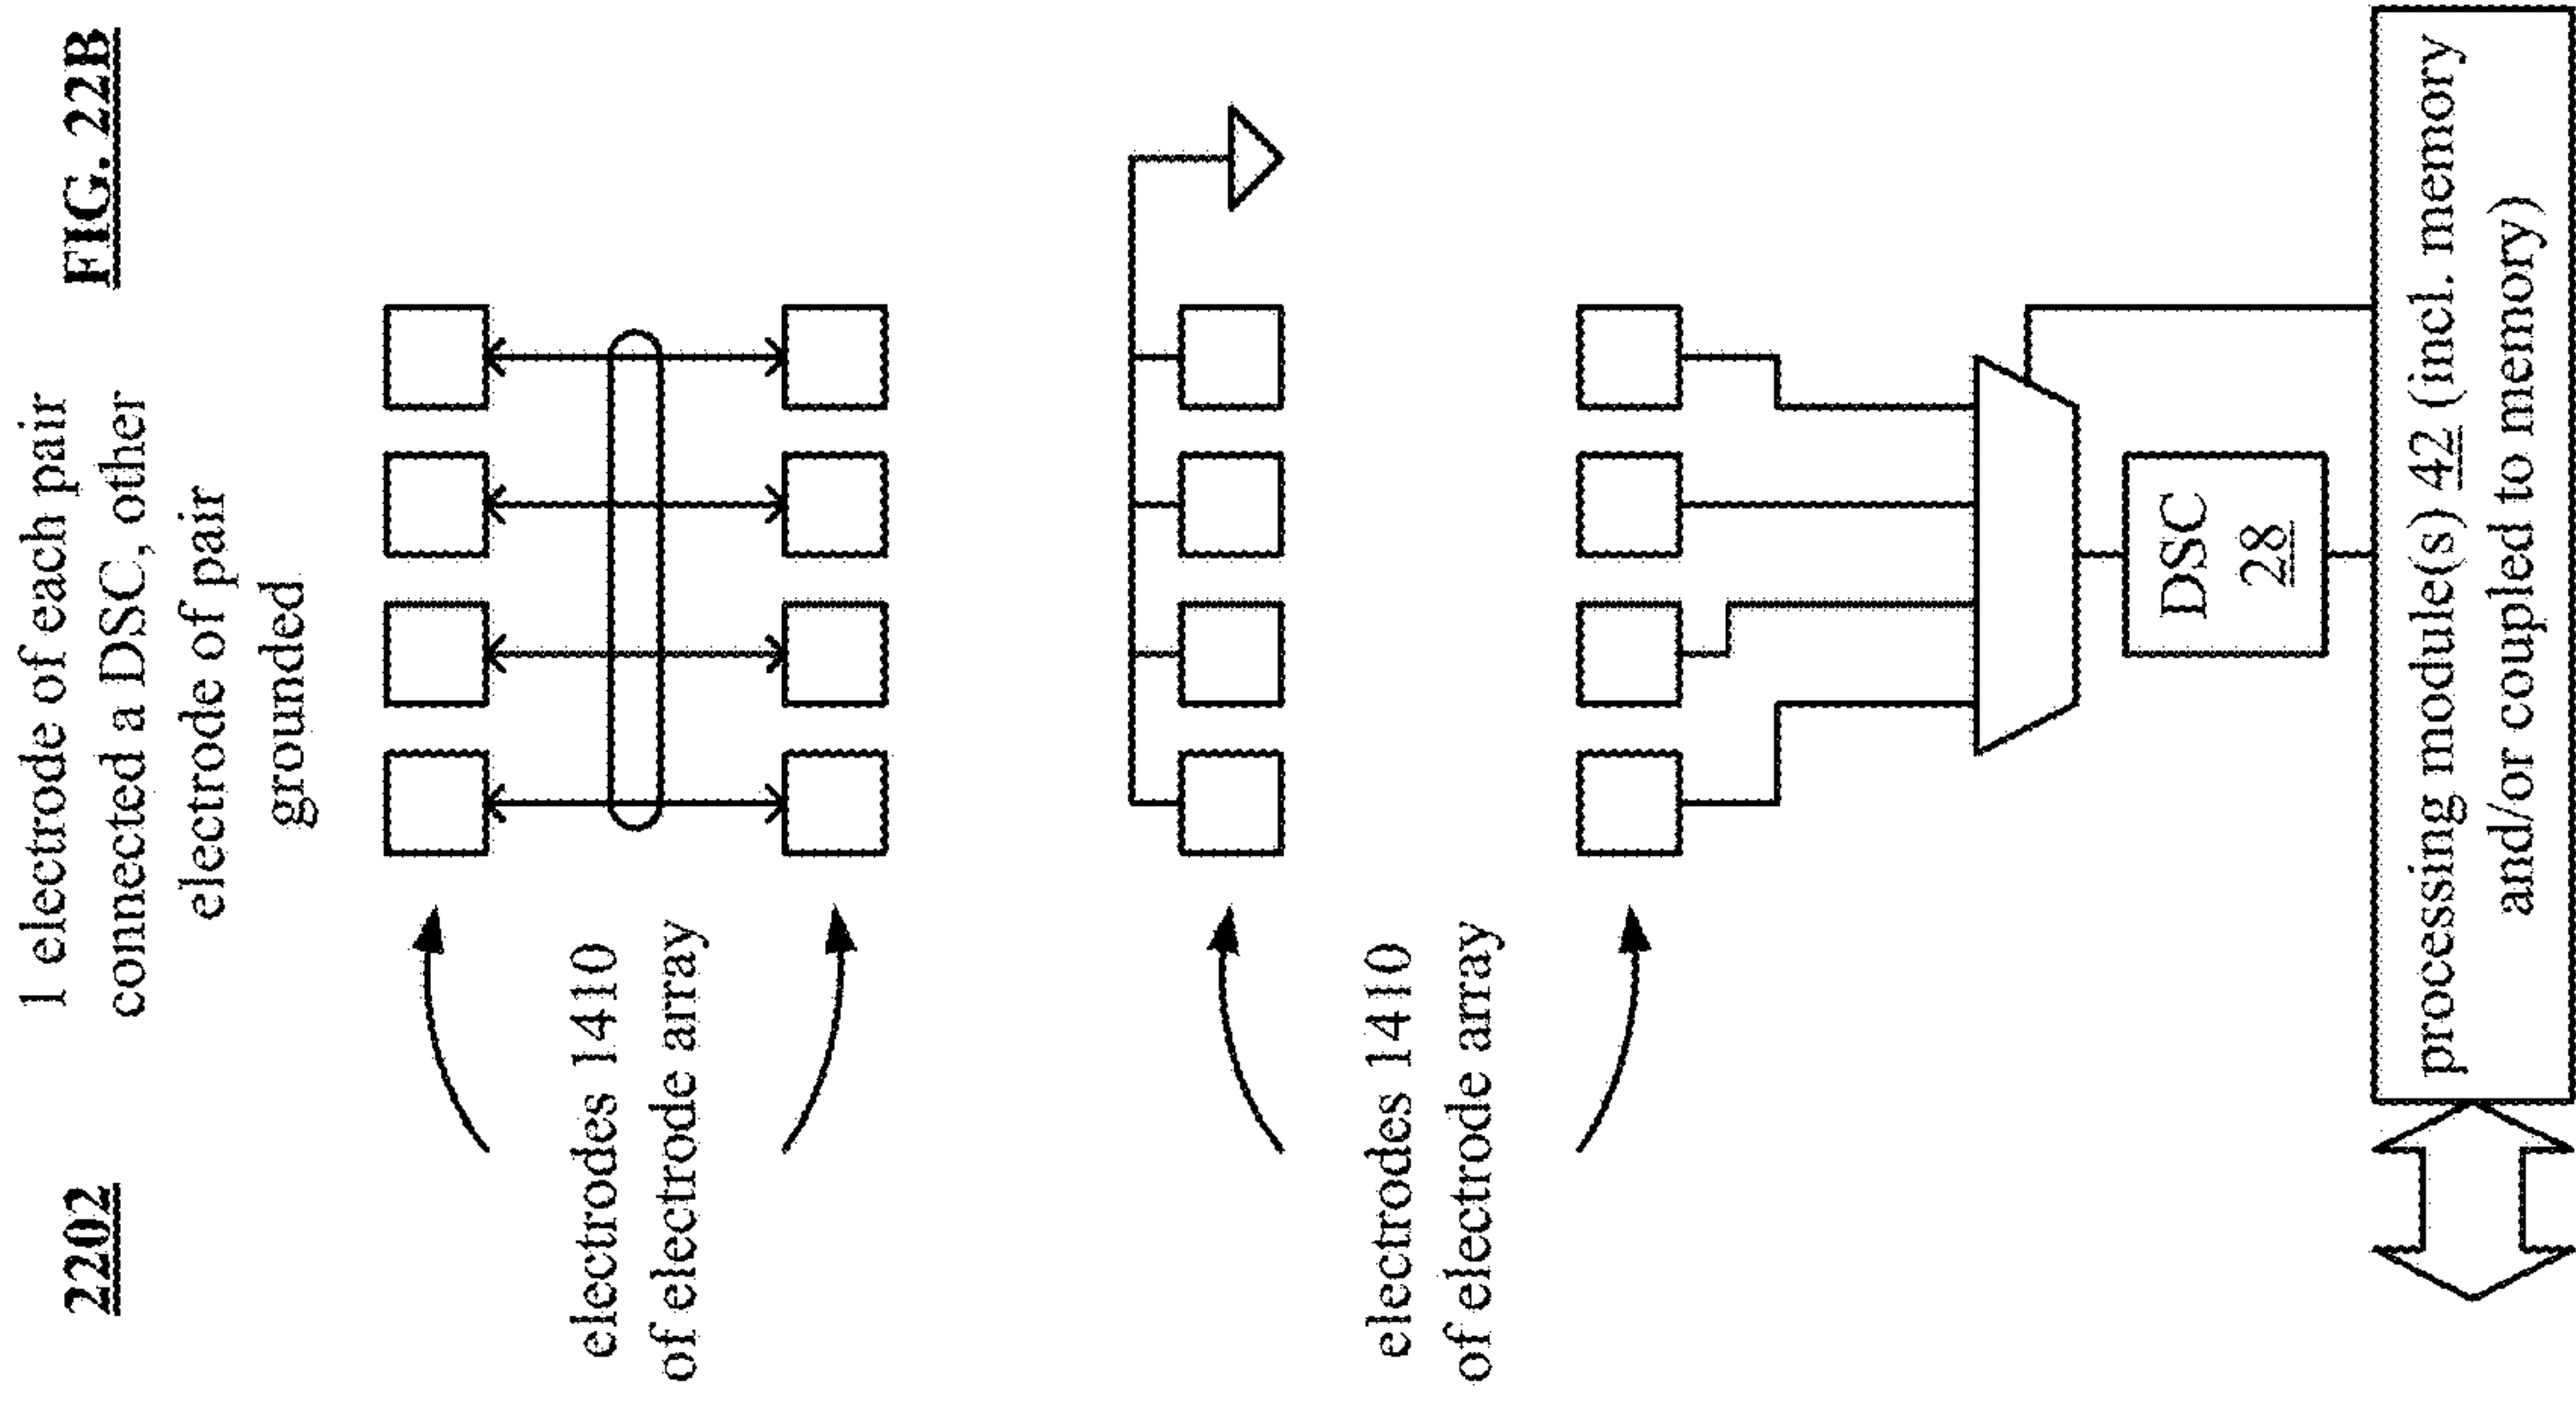 2202
1 electrode of each pair
connected a DSC, other
electrode of pair
grounded
FIG. 22B
electrodes 1410
of electrode array
electrodes 1410
of electrode array
DSC
28
processing module(s) 42 (incl. memory
and/or coupled to memory)